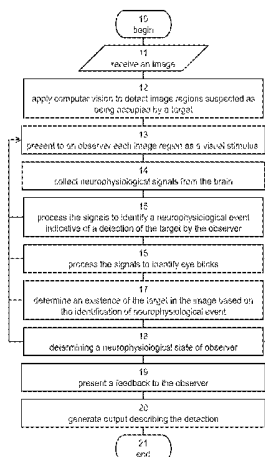 10
begin
11
receive an image
12
apply computer vision to detect image regions suspected as
being occupied by a target
13
present to an observer each image region as a visual stimulus
14
collect neurophysiological signals from the brain
15
process the signals to identify a neurophysiological event
indicative of a detection of the target by the observer
16
process the signals to identify eye blinks
17
determine an existence of the target in the image based on
the identification of neurophysiological event
18
determining a neurophysiological state of observer
19
present a feedback to the observer
20
generate output describing the detection
21
end